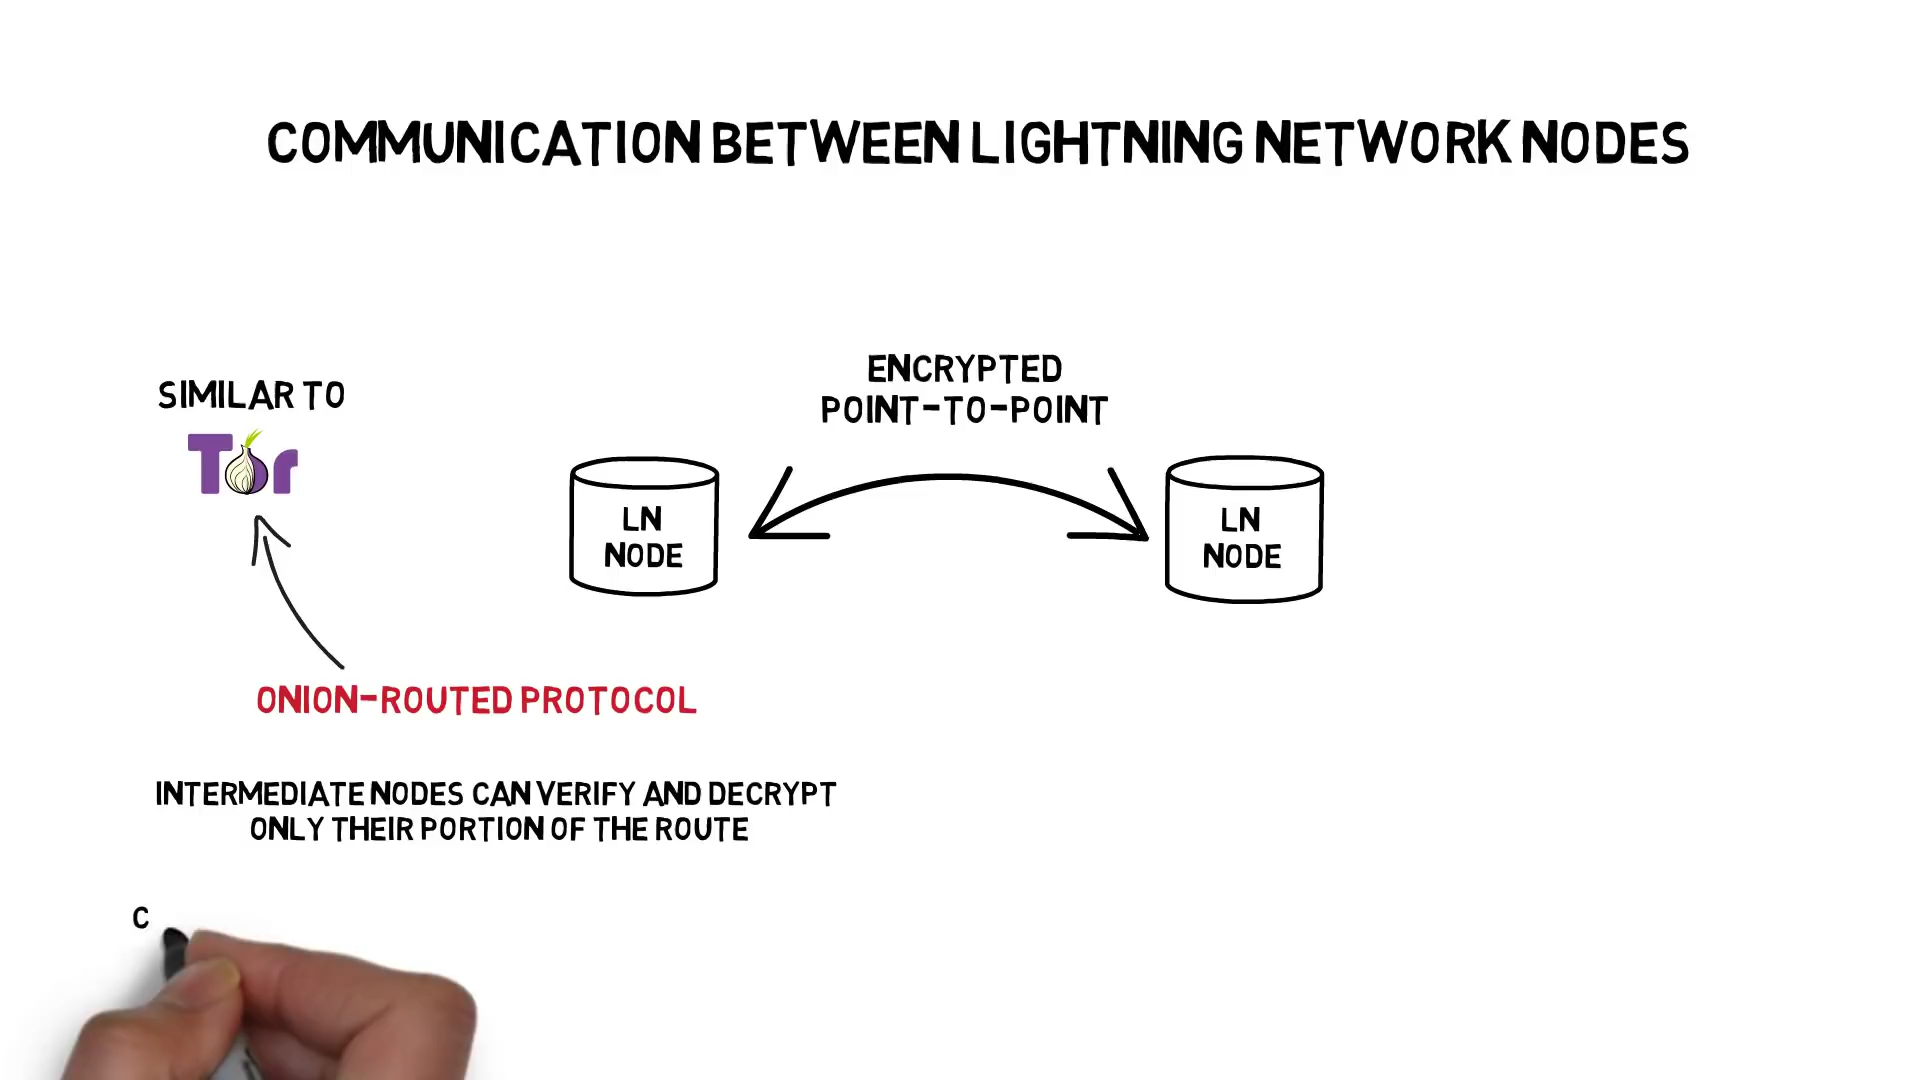 COMMUNICATION BETWEEN LIGHTNING NETWORK NODES
ENCRYPTED
POINT-TO-POINT
SIMILAR TO
Tor
LN
NODE
LN
NODE
ONION-ROUTED PROTOCOL
INTERMEDIATE NODES CAN VERIFY AND DECRYPT
ONLY THEIR PORTION OF THE ROUTE
C